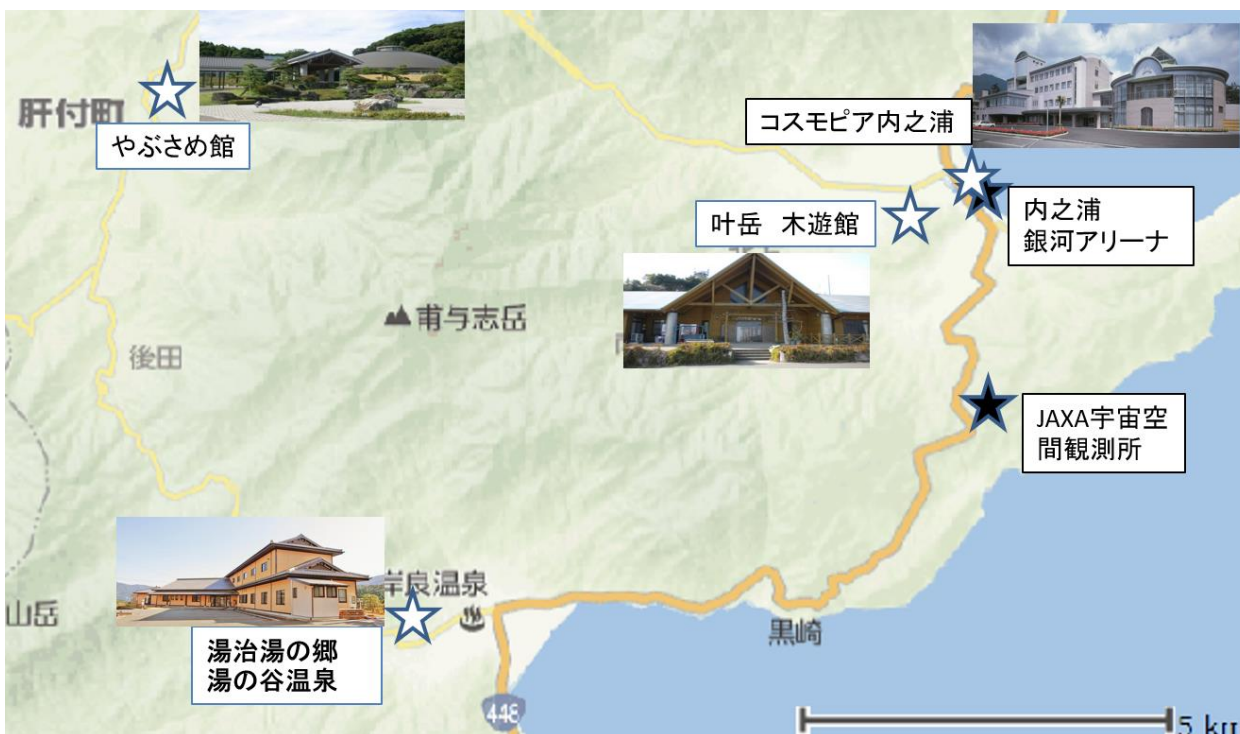 肝付町
やぶさめ館
コスモピア内之浦
叶岳 木遊館
内之浦
銀河アリーナ
甫与志岳
後田
JAXA宇宙空
間観測所
岸良温泉
山岳
湯治湯の郷
湯の谷温泉
黒崎
448